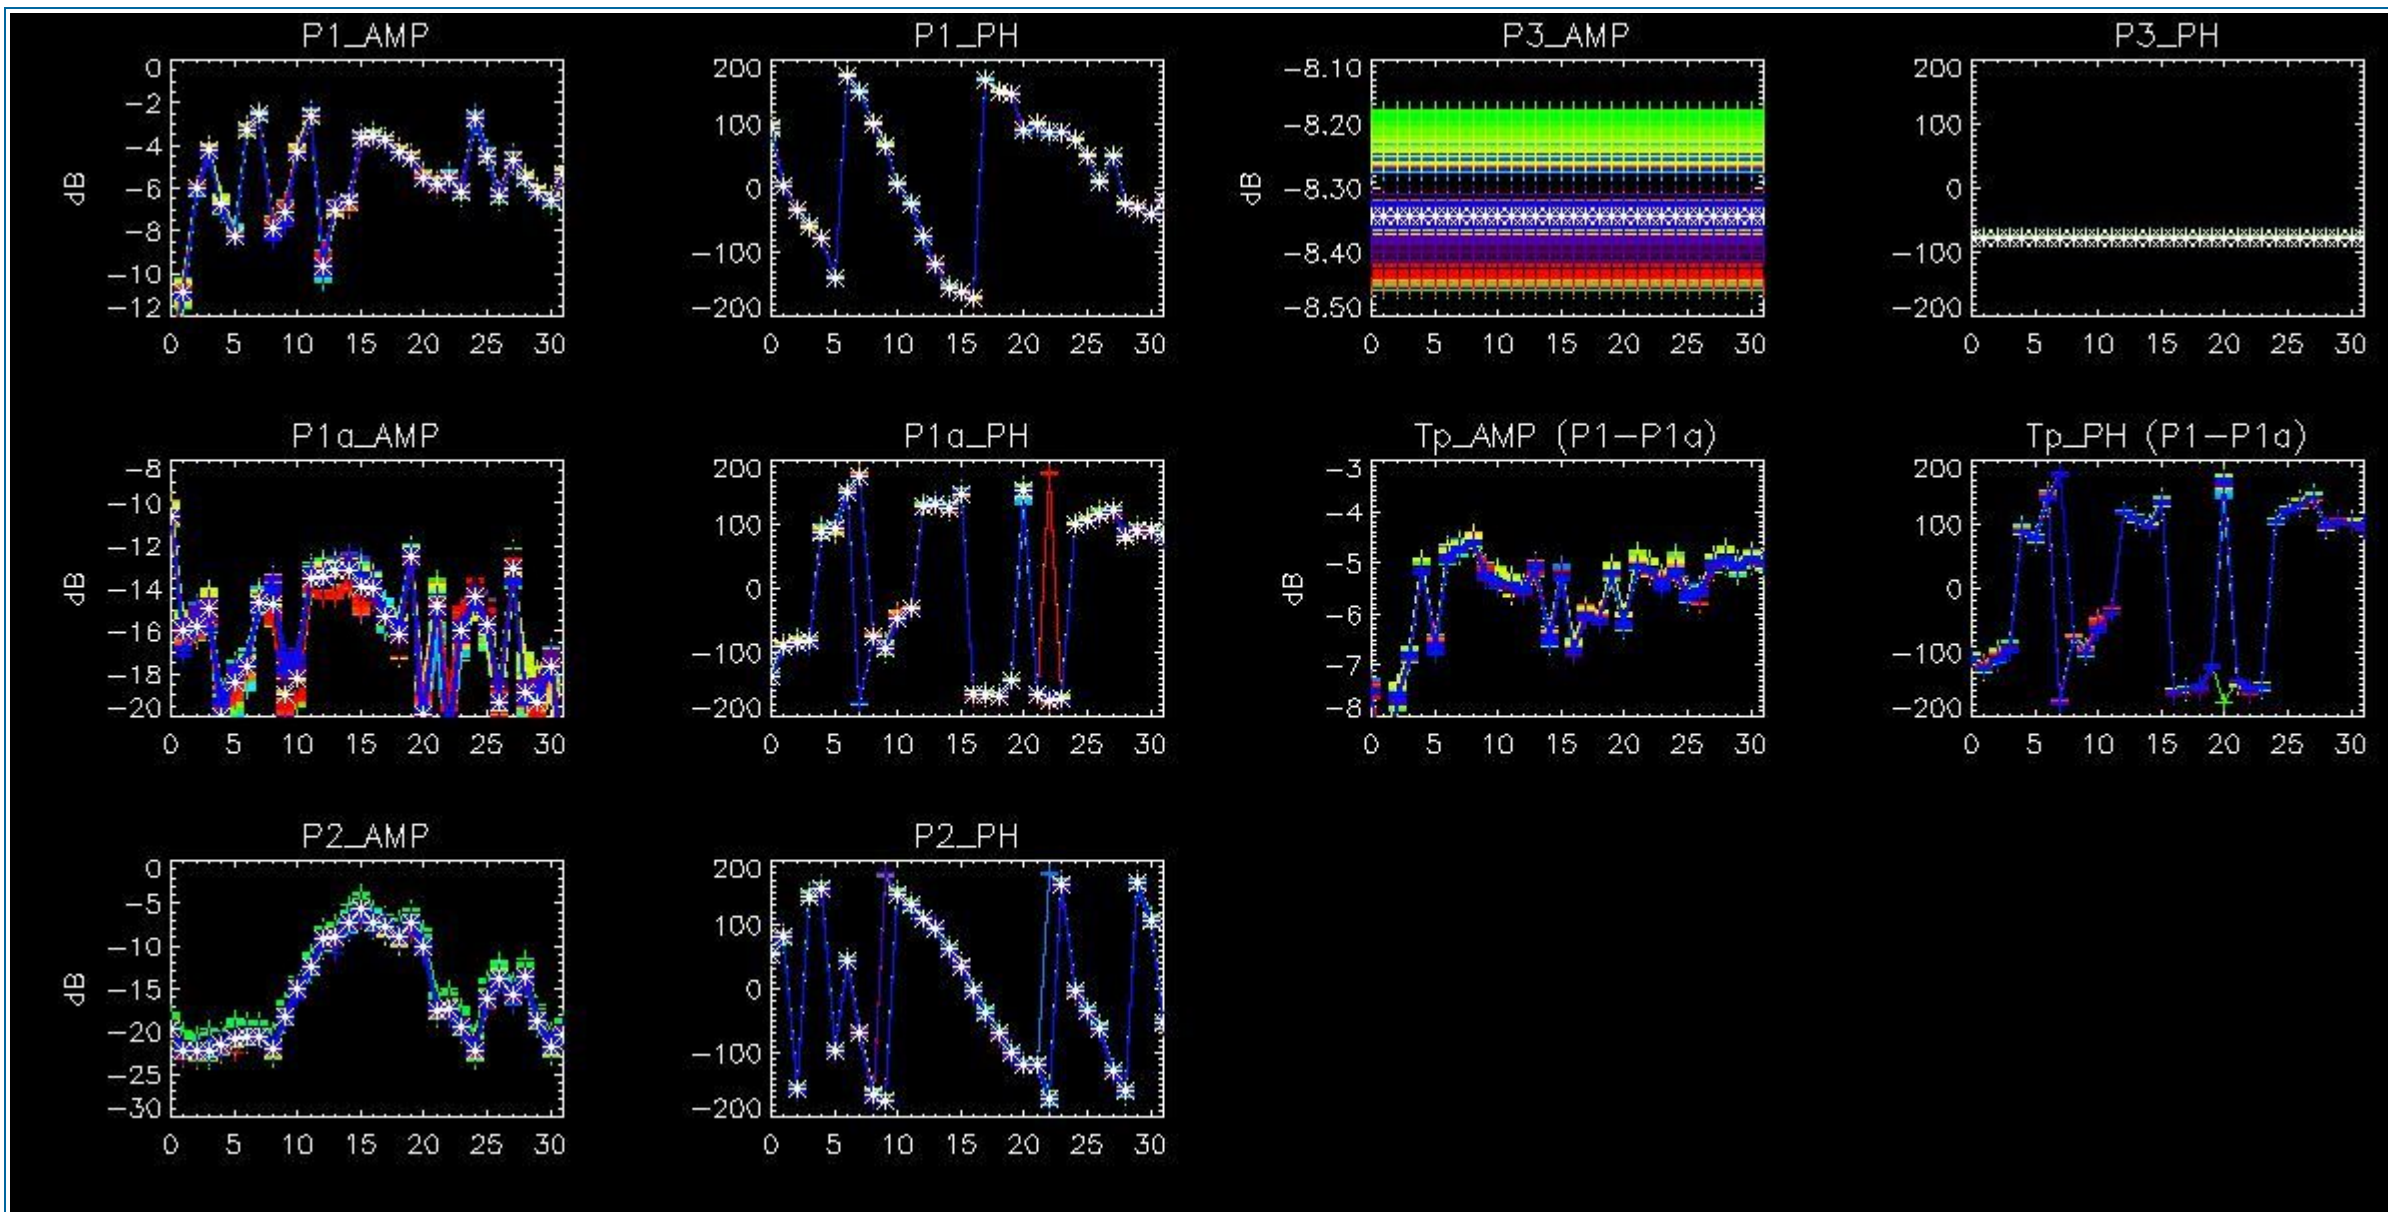 P1_AMP
P1_PH
P3_AMP
P3_PH
0
−2
−4
−6
−8
−10
−12
dB
0 5 10 15 20 25 30
200
100
0
−100
−200
0 5 10 15 20 25 30
−8.10
−8.20
−8.30
−8.40
−8.50
dB
0 5 10 15 20 25 30
200
100
0
−100
−200
0 5 10 15 20 25 30
P1a_AMP
P1a_PH
Tp_AMP (P1−P1a)
Tp_PH (P1−P1a)
−8
−10
−12
−14
−16
−18
−20
dB
0 5 10 15 20 25 30
200
100
0
−100
−200
0 5 10 15 20 25 30
−3
−4
−5
−6
−7
−8
dB
0 5 10 15 20 25 30
200
100
0
−100
−200
0 5 10 15 20 25 30
P2_AMP
P2_PH
0
−5
−10
−15
−20
−25
−30
dB
0 5 10 15 20 25 30
200
100
0
−100
−200
0 5 10 15 20 25 30